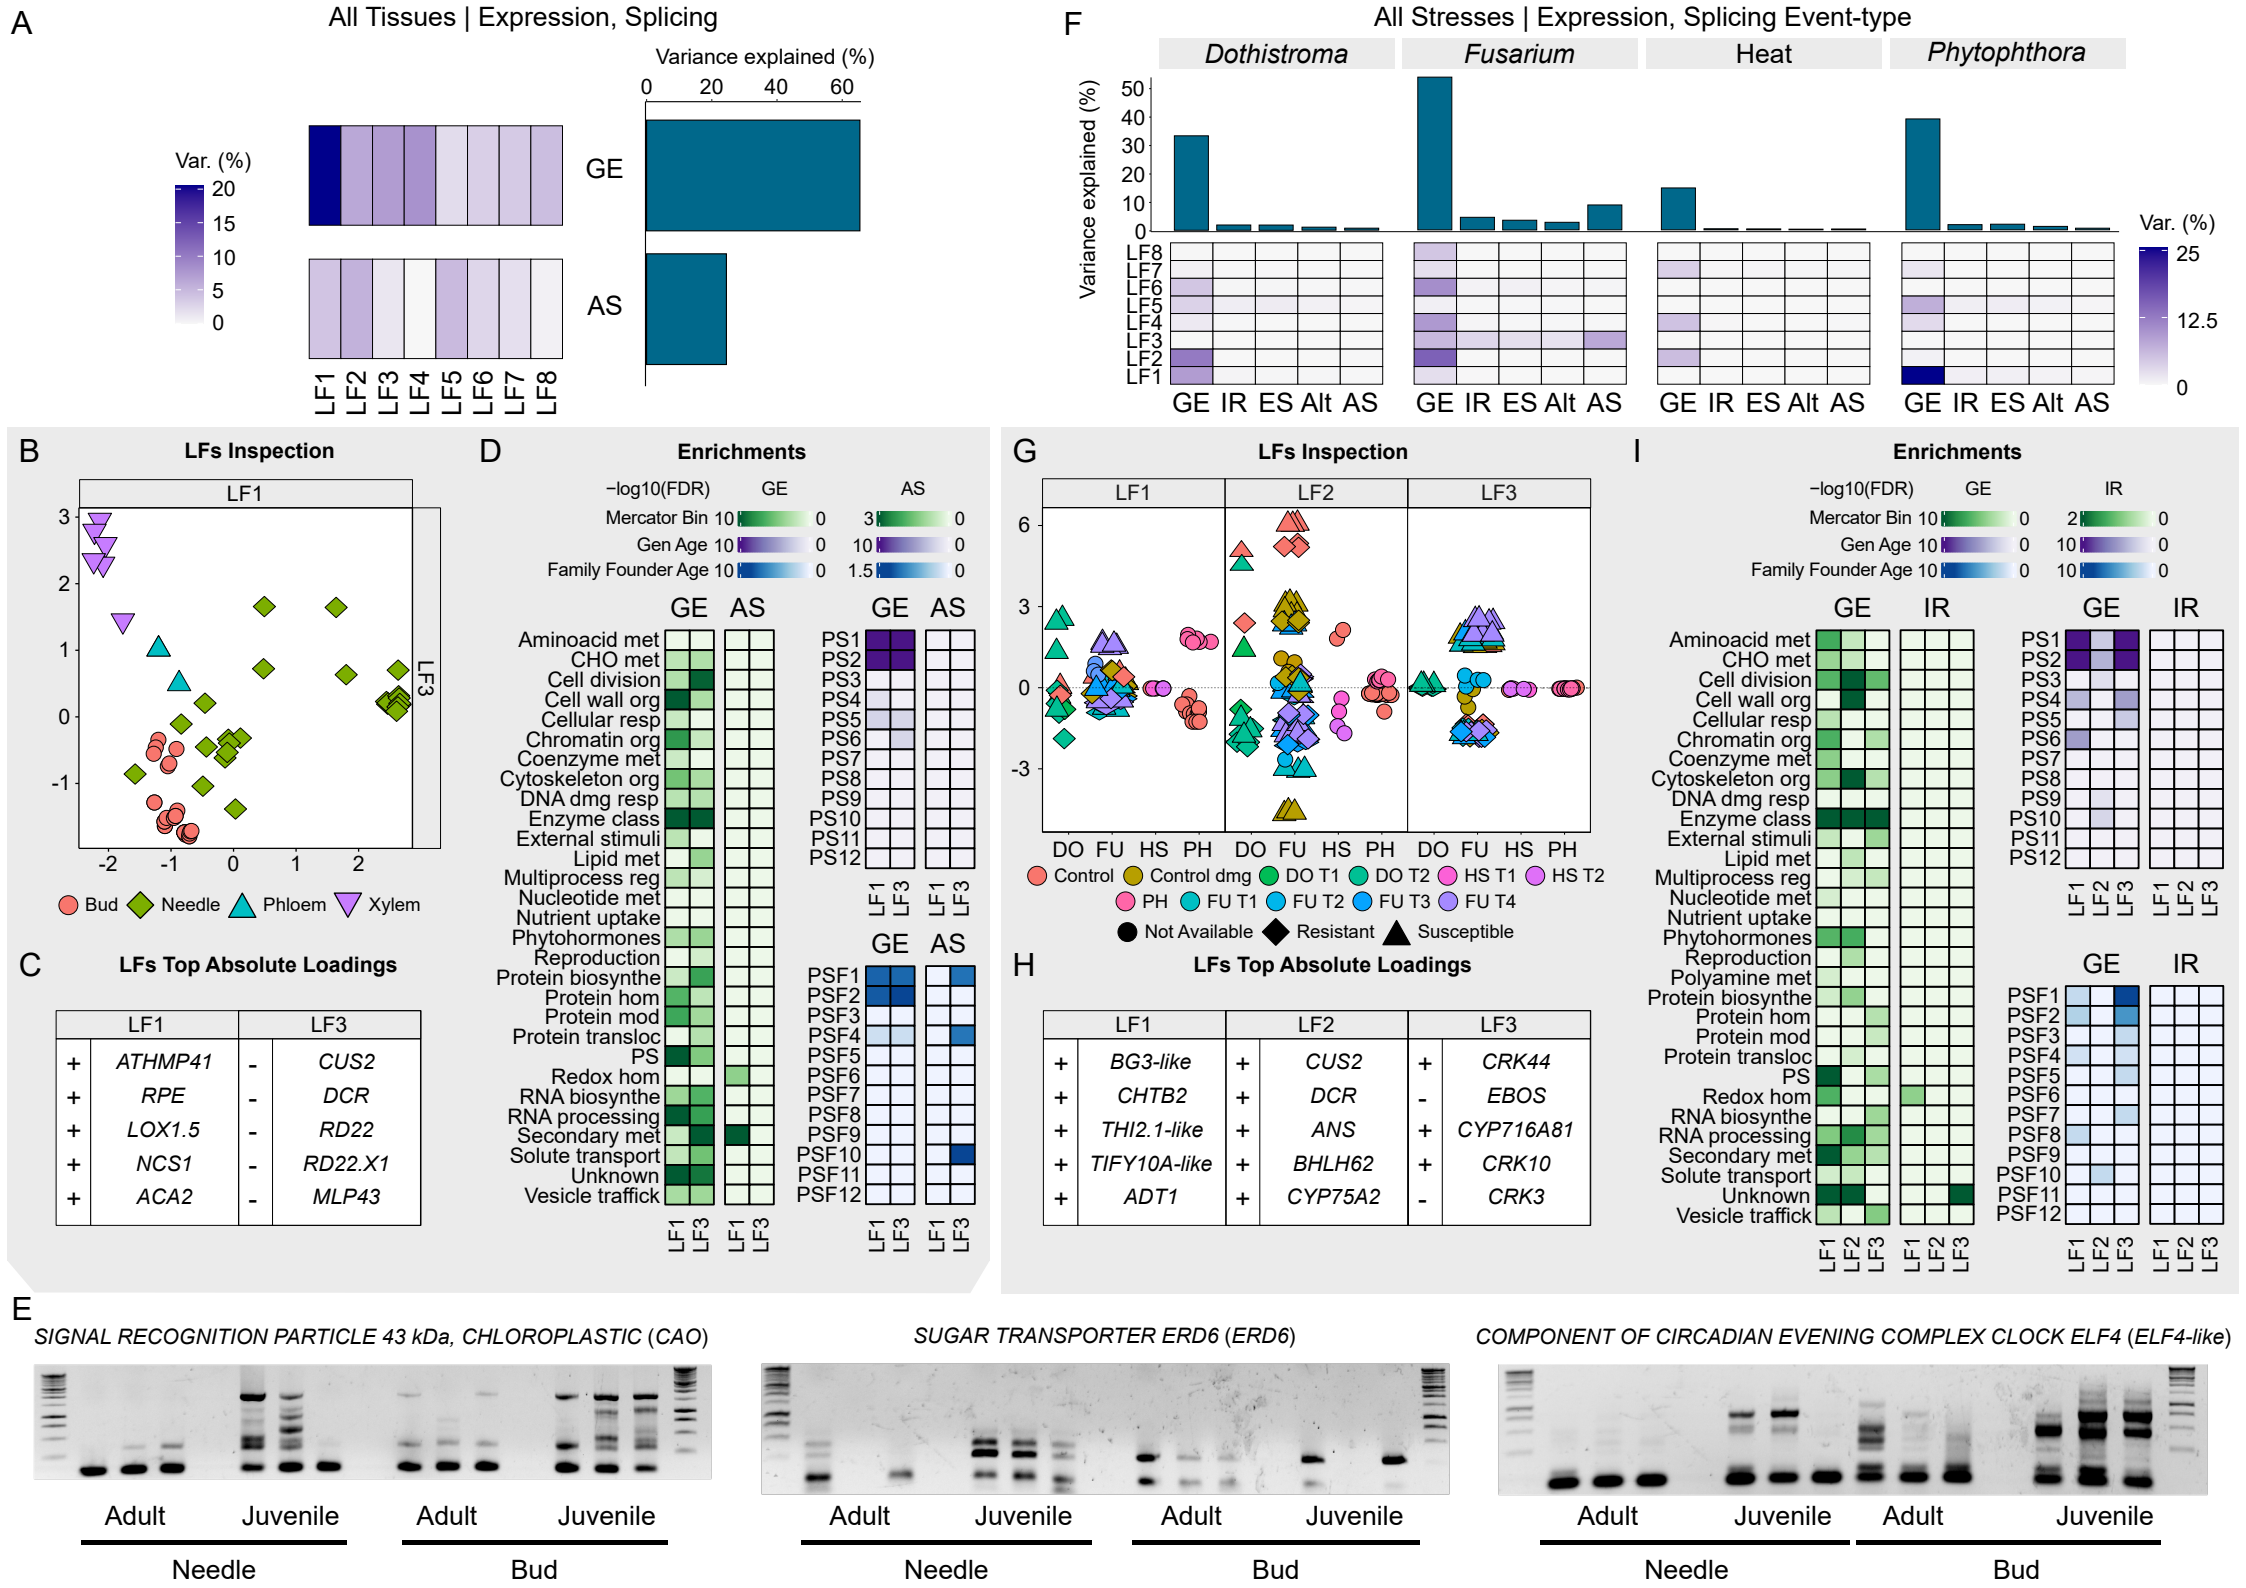 A
All Tissues | Expression, Splicing
Variance explained (%)
0 20 40 60
Var. (%)
20
15
10
5
0
GE
AS
LF1 LF2 LF3 LF4 LF5 LF6 LF7 LF8
F
All Stresses | Expression, Splicing Event-type
Dothistroma Fusarium Heat Phytophthora
Variance explained (%)
50
40
30
20
10
0
LF8
LF7
LF6
LF5
LF4
LF3
LF2
LF1
GE IR ES Alt AS GE IR ES Alt AS GE IR ES Alt AS GE IR ES Alt AS
Var. (%)
25
12.5
0
B
LFs Inspection
LF1
LF3
3
2
1
0
-1
-2 -1 0 1 2
Bud Needle Phloem Xylem
C
LFs Top Absolute Loadings
LF1 LF3
+ ATHMP41 - CUS2
+ RPE - DCR
+ LOX1.5 - RD22
+ NCS1 - RD22.X1
+ ACA2 - MLP43
D
Enrichments
−log10(FDR) GE AS
Mercator Bin 10 0 3 0
Gen Age 10 0 10 0
Family Founder Age 10 0 1.5 0
GE AS
Aminoacid met
CHO met
Cell division
Cell wall org
Cellular resp
Chromatin org
Coenzyme met
Cytoskeleton org
DNA dmg resp
Enzyme class
External stimuli
Lipid met
Multiprocess reg
Nucleotide met
Nutrient uptake
Phytohormones
Reproduction
Protein biosynthe
Protein hom
Protein mod
Protein transloc
PS
Redox hom
RNA biosynthe
RNA processing
Secondary met
Solute transport
Unknown
Vesicle traffick
LF1 LF3 LF1 LF3
GE AS
PS1
PS2
PS3
PS4
PS5
PS6
PS7
PS8
PS9
PS10
PS11
PS12
LF1 LF3 LF1 LF3
GE AS
PSF1
PSF2
PSF3
PSF4
PSF5
PSF6
PSF7
PSF8
PSF9
PSF10
PSF11
PSF12
LF1 LF3 LF1 LF3
G
LFs Inspection
LF1 LF2 LF3
6
3
0
-3
DO FU HS PH DO FU HS PH DO FU HS PH
Control Control dmg DO T1 DO T2 HS T1 HS T2
PH FU T1 FU T2 FU T3 FU T4
Not Available Resistant Susceptible
H
LFs Top Absolute Loadings
LF1 LF2 LF3
+ BG3-like + CUS2 + CRK44
+ CHTB2 + DCR - EBOS
+ THI2.1-like + ANS + CYP716A81
+ TIFY10A-like + BHLH62 + CRK10
+ ADT1 + CYP75A2 - CRK3
I
Enrichments
−log10(FDR) GE IR
Mercator Bin 10 0 2 0
Gen Age 10 0 10 0
Family Founder Age 10 0 10 0
GE IR
Aminoacid met
CHO met
Cell division
Cell wall org
Cellular resp
Chromatin org
Coenzyme met
Cytoskeleton org
DNA dmg resp
Enzyme class
External stimuli
Lipid met
Multiprocess reg
Nucleotide met
Nutrient uptake
Phytohormones
Reproduction
Polyamine met
Protein biosynthe
Protein hom
Protein mod
Protein transloc
PS
Redox hom
RNA biosynthe
RNA processing
Secondary met
Solute transport
Unknown
Vesicle traffick
LF1 LF2 LF3 LF1 LF2 LF3
GE IR
PS1
PS2
PS3
PS4
PS5
PS6
PS7
PS8
PS9
PS10
PS11
PS12
LF1 LF2 LF3 LF1 LF2 LF3
GE IR
PSF1
PSF2
PSF3
PSF4
PSF5
PSF6
PSF7
PSF8
PSF9
PSF10
PSF11
PSF12
LF1 LF2 LF3 LF1 LF2 LF3
E
SIGNAL RECOGNITION PARTICLE 43 kDa, CHLOROPLASTIC (CAO)
Adult Juvenile Adult Juvenile
Needle Bud
SUGAR TRANSPORTER ERD6 (ERD6)
Adult Juvenile Adult Juvenile
Needle Bud
COMPONENT OF CIRCADIAN EVENING COMPLEX CLOCK ELF4 (ELF4-like)
Adult Juvenile Adult Juvenile
Needle Bud